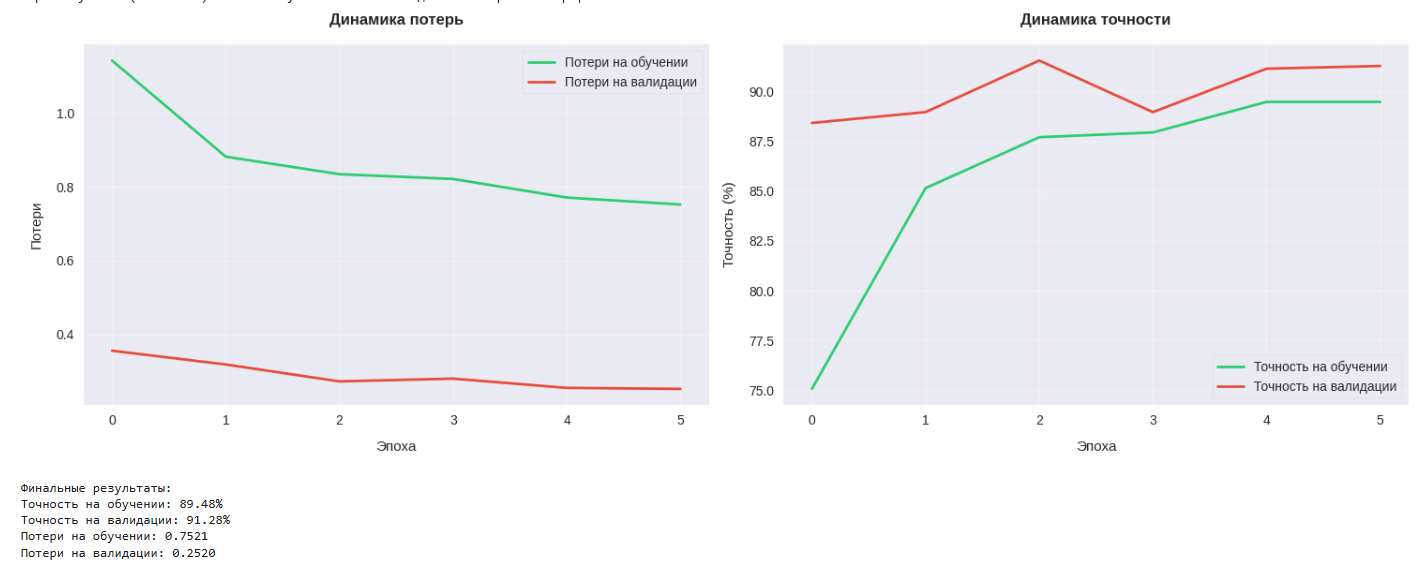 Динамика потерь
Потери на обучении
Потери на валидации
1.0
0.8
0.6
0.4
Потери
0
1
2
3
4
5
Эпоха
Динамика точности
90.0
87.5
85.0
82.5
80.0
77.5
75.0
Точность (%)
Точность на обучении
Точность на валидации
0
1
2
3
4
5
Эпоха
Финальные результаты:
Точность на обучении: 89.48%
Точность на валидации: 91.28%
Потери на обучении: 0.7521
Потери на валидации: 0.2520